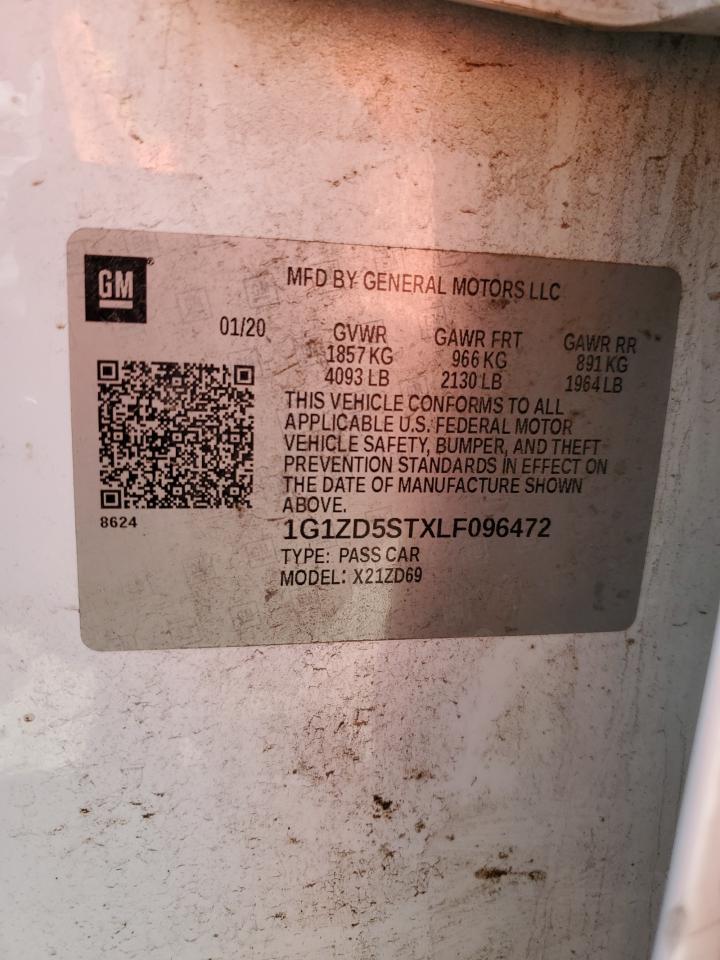 GM®
MFD BY GENERAL MOTORS LLC
01/20
GVWR GAWR FRT GAWR RR
1857 KG 966 KG 891 KG
4093 LB 2130 LB 1964 LB
THIS VEHICLE CONFORMS TO ALL
APPLICABLE U.S. FEDERAL MOTOR
VEHICLE SAFETY, BUMPER, AND THEFT
PREVENTION STANDARDS IN EFFECT ON
THE DATE OF MANUFACTURE SHOWN
ABOVE.
8624
1G1ZD5STXLF096472
TYPE: PASS CAR
MODEL: X21ZD69